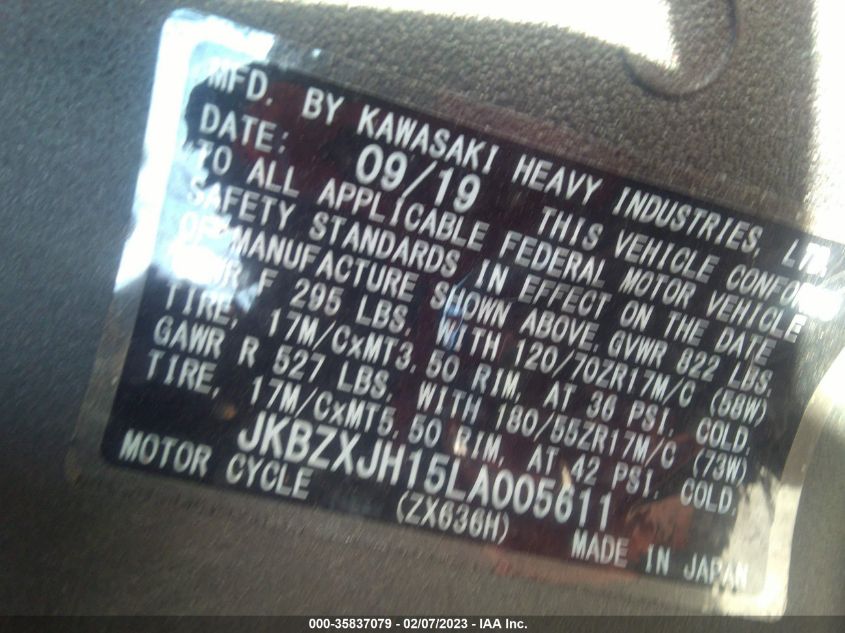 MFD. BY KAWASAKI HEAVY INDUSTRIES, LTD.
DATE: 09/19 THIS VEHICLE CONFORMS
TO ALL APPLICABLE FEDERAL MOTOR VEHICLE
SAFETY STANDARDS IN EFFECT ON THE DATE
OF MANUFACTURE SHOWN ABOVE. GVWR 822 LBS.
GAWR F 295 LBS. WITH 120/70ZR17M/C (58W)
TIRE, 17M/CxMT3.50 RIM, AT 36 PSI. COLD.
GAWR R 527 LBS. WITH 180/55ZR17M/C (73W)
TIRE, 17M/CxMT5.50 RIM, AT 42 PSI. COLD.
JKBZXJH15LA005611
MOTOR CYCLE (ZX636H) MADE IN JAPAN
000-35837079 - 02/07/2023 - IAA Inc.